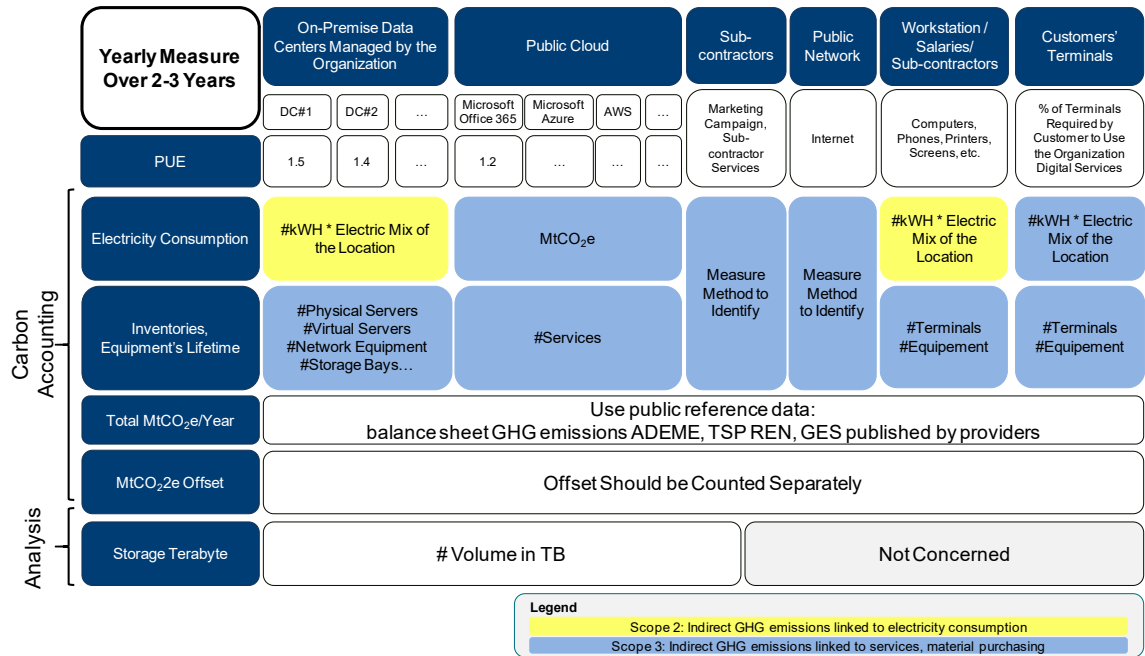 Yearly Measure
Over 2-3 Years
On-Premise Data
Centers Managed by the
Organization
Public Cloud
Sub-
contractors
Public
Network
Workstation /
Salaries/
Sub-contractors
Customers'
Terminals
DC#1
DC#2
…
Microsoft
Office 365
Microsoft
Azure
AWS
…
Marketing
Campaign,
Sub-
contractor
Services
Internet
Computers,
Phones, Printers,
Screens, etc.
% of Terminals
Required by
Customer to Use
the Organization
Digital Services
PUE
1.5
1.4
…
1.2
…
…
…
Carbon
Accounting
Electricity Consumption
#kWH * Electric Mix of
the Location
MtCO₂e
Measure
Method to
Identify
Measure
Method
to Identify
#kWH * Electric
Mix of the
Location
#kWH * Electric
Mix of the
Location
Inventories,
Equipment's Lifetime
#Physical Servers
#Virtual Servers
#Network Equipment
#Storage Bays…
#Services
#Terminals
#Equipement
#Terminals
#Equipement
Total MtCO₂e/Year
Use public reference data:
balance sheet GHG emissions ADEME, TSP REN, GES published by providers
MtCO₂2e Offset
Offset Should be Counted Separately
Analysis
Storage Terabyte
# Volume in TB
Not Concerned
Legend
Scope 2: Indirect GHG emissions linked to electricity consumption
Scope 3: Indirect GHG emissions linked to services, material purchasing